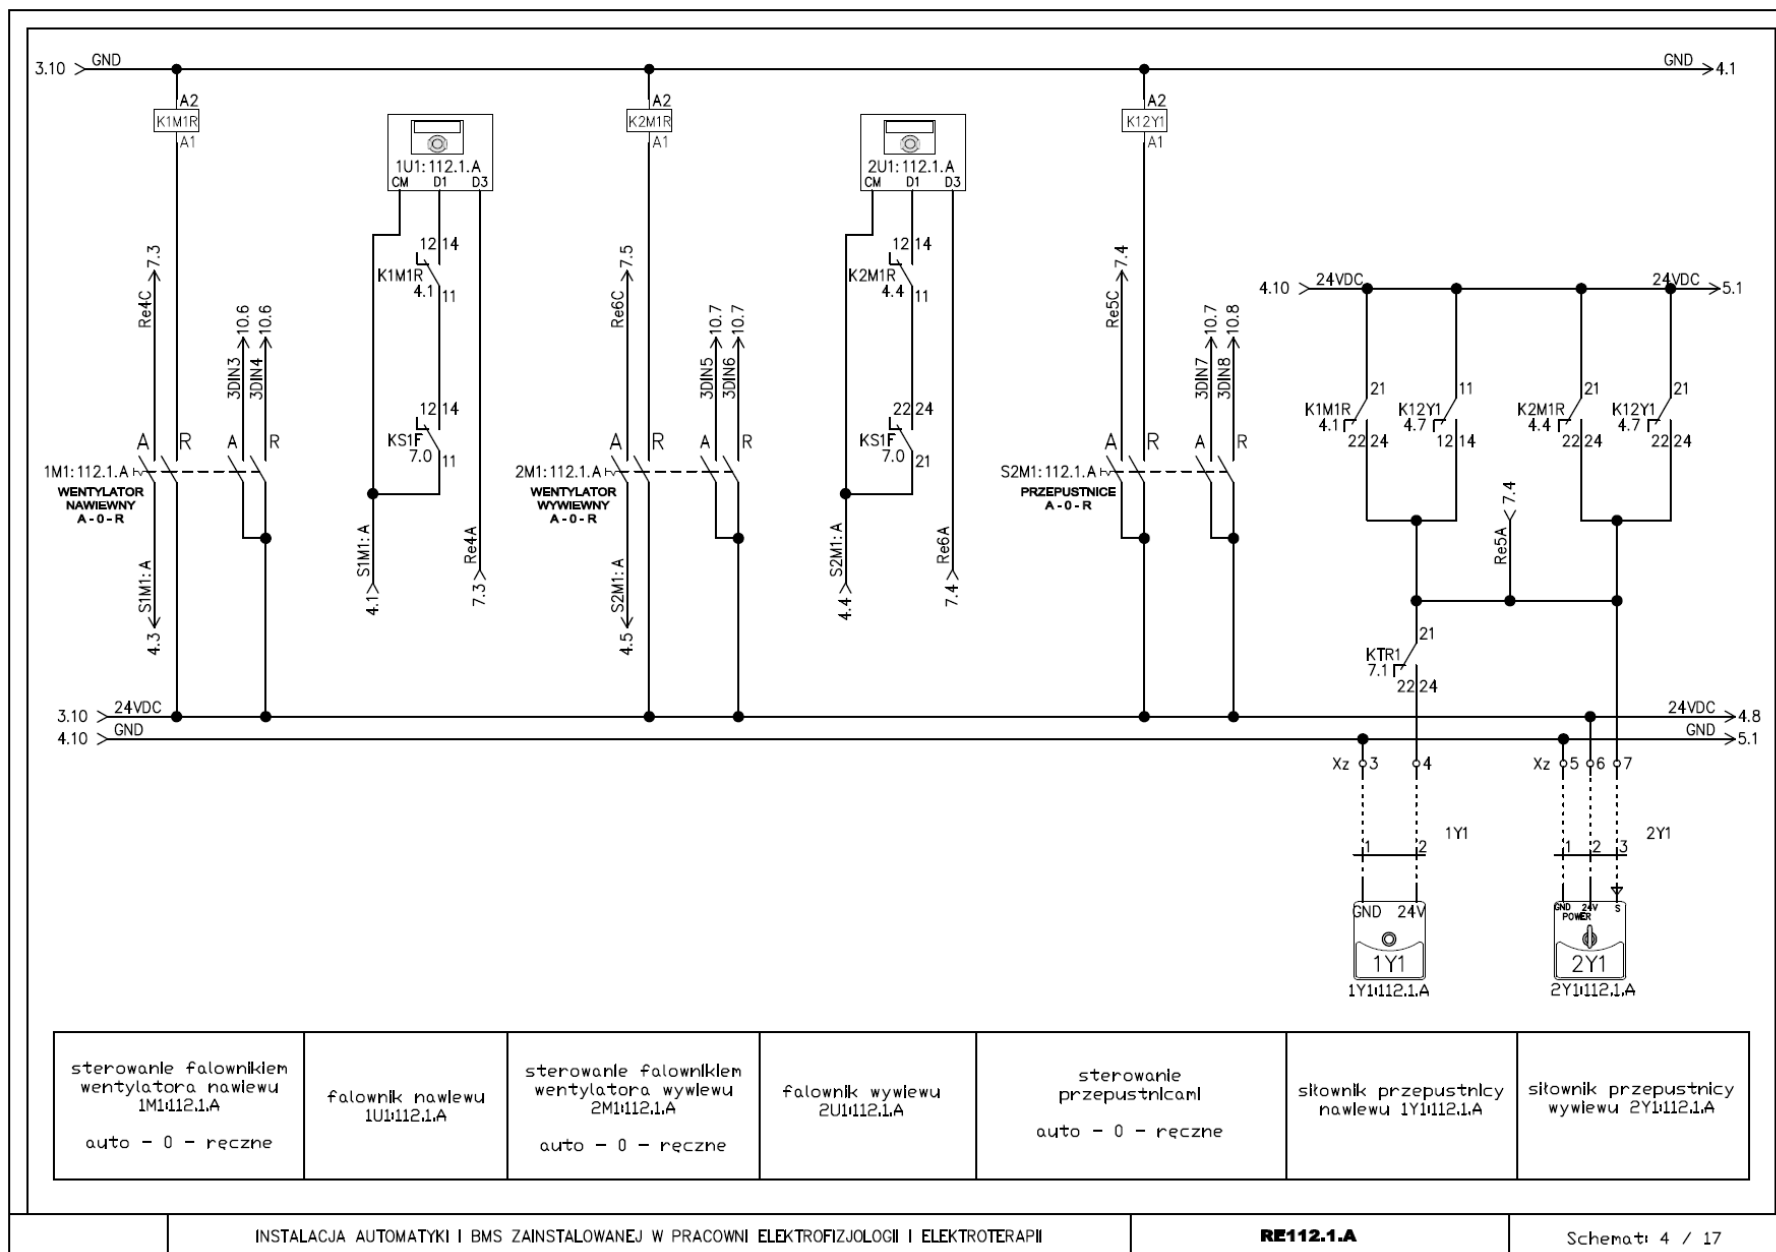 3.10 GND
GND 4.1
A2
K1M1R
A1
1U1:112.1.A
CM D1 D3
A2
K2M1R
A1
2U1:112.1.A
CM D1 D3
A2
K12Y1
A1
7.3
Re4C
10.6
3DIN3
10.6
3DIN4
12 14
K1M1R
4.1
11
7.5
Re6C
10.7
3DIN5
10.7
3DIN6
12 14
K2M1R
4.4
11
7.4
Re5C
10.7
3DIN7
10.8
3DIN8
4.10 24VDC
24VDC 5.1
21
K1M1R
4.1
22 24
11
K12Y1
4.7
12 14
21
K2M1R
4.4
22 24
21
K12Y1
4.7
22 24
A R A R
1M1:112.1.A
WENTYLATOR
NAWIEWNY
A-0-R
12 14
KS1F
7.0
11
A R A R
2M1:112.1.A
WENTYLATOR
WYWIEWNY
A-0-R
22 24
KS1F
7.0
21
A R A R
S2M1:112.1.A
PRZEPUSTNICE
A-0-R
7.4
Re5A
S1M1:A
4.3
S1M1:A
4.1
Re4A
7.3
S2M1:A
4.5
S2M1:A
4.4
Re6A
7.4
21
KTR1
7.1
22 24
3.10 24VDC
24VDC 4.8
4.10 GND
GND 5.1
Xz 3 4
Xz 5 6 7
1Y1
1 2
2Y1
1 2 3
GND 24V
1Y1
1Y1:112.1.A
GND 24V S
POWER
2Y1
2Y1:112.1.A
sterowanie falownikiem
wentylatora nawiewu
1M1:112.1.A
auto - 0 - ręczne
falownik nawiewu
1U1:112.1.A
sterowanie falownikiem
wentylatora wywiewu
2M1:112.1.A
auto - 0 - ręczne
falownik wywiewu
2U1:112.1.A
sterowanie
przepustnicami
auto - 0 - ręczne
siłownik przepustnicy
nawiewu 1Y1:112.1.A
siłownik przepustnicy
wywiewu 2Y1:112.1.A
INSTALACJA AUTOMATYKI I BMS ZAINSTALOWANEJ W PRACOWNI ELEKTROFIZJOLOGII I ELEKTROTERAPII
RE112.1.A
Schemat: 4 / 17